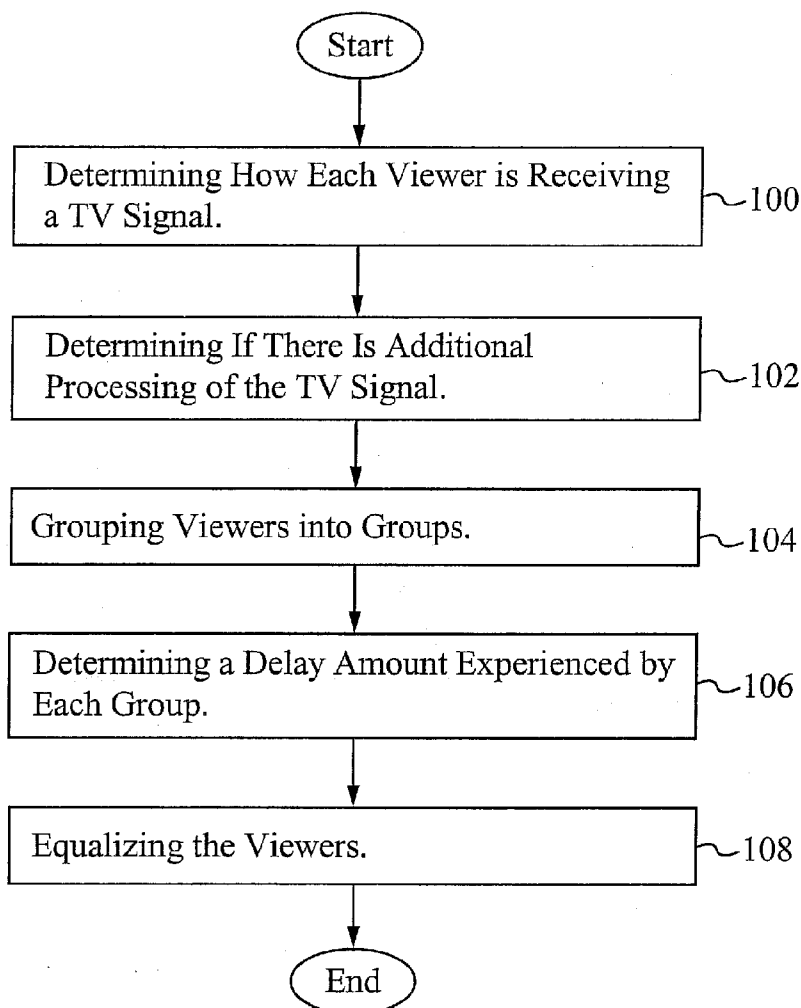 Start
Determining How Each Viewer is Receiving
a TV Signal.
100
Determining If There Is Additional
Processing of the TV Signal.
102
Grouping Viewers into Groups.
104
Determining a Delay Amount Experienced by
Each Group.
106
Equalizing the Viewers.
108
End